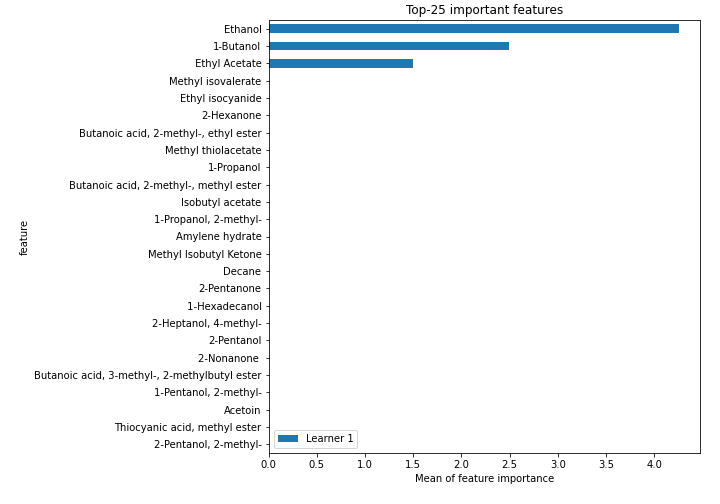 Top-25 important features
Ethanol
1-Butanol
Ethyl Acetate
Methyl isovalerate
Ethyl isocyanide
2-Hexanone
Butanoic acid, 2-methyl-, ethyl ester
Methyl thiolacetate
1-Propanol
Butanoic acid, 2-methyl-, methyl ester
Isobutyl acetate
1-Propanol, 2-methyl-
Amylene hydrate
Methyl Isobutyl Ketone
Decane
2-Pentanone
1-Hexadecanol
2-Heptanol, 4-methyl-
2-Pentanol
2-Nonanone
Butanoic acid, 3-methyl-, 2-methylbutyl ester
1-Pentanol, 2-methyl-
Acetoin
Thiocyanic acid, methyl ester
2-Pentanol, 2-methyl-
feature
Learner 1
0.0 0.5 1.0 1.5 2.0 2.5 3.0 3.5 4.0
Mean of feature importance